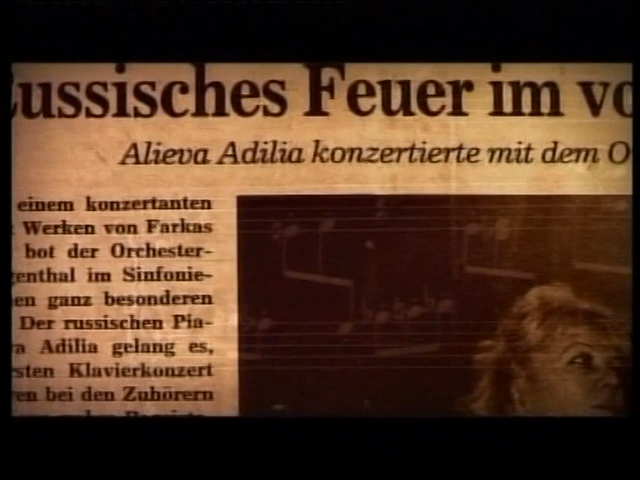 ussisches Feuer im vo
Alieva Adilia konzertierte mit dem O
einem konzertanten
Werken von Farkas
bot der Orchester-
genthal im Sinfonie-
en ganz besonderen
Der russischen Pia-
a Adilia gelang es,
sten Klavierkonzert
en bei den Zuhörern